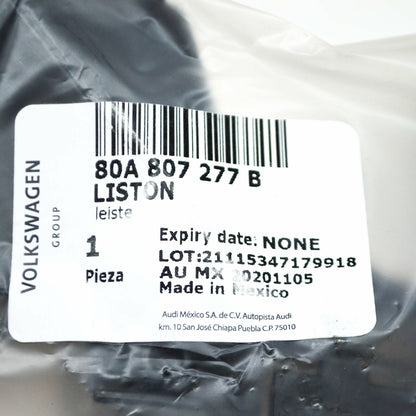 VOLKSWAGEN
GROUP
80A 807 277 B
LISTON
leiste
1
Pieza
Expiry date: NONE
LOT:21115347179918
AU MX 20201105
Made in Mexico
Audi México S.A. de C.V. Autopista Audi
km. 10 San José Chiapa Puebla C.P. 75010